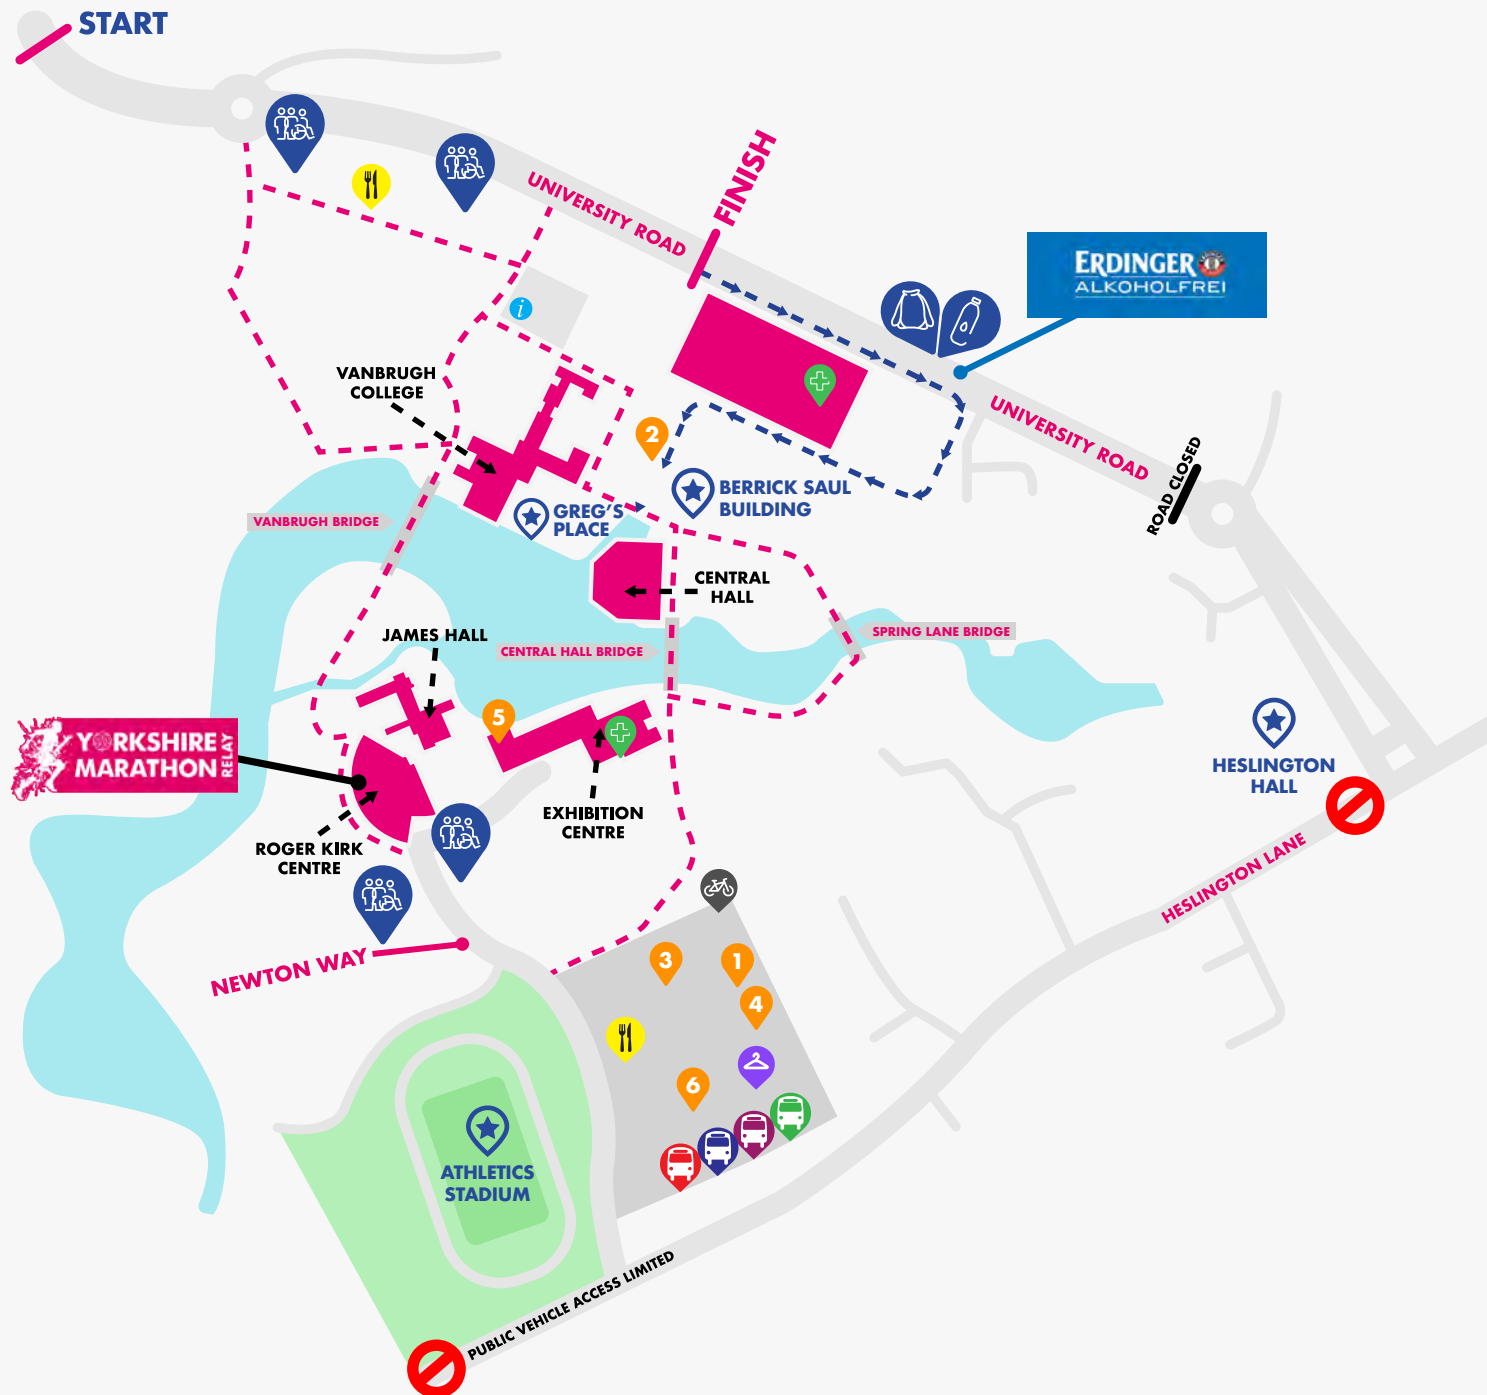 START
FINISH
UNIVERSITY ROAD
ERDINGER
ALKOHOLFREI
i
VANBRUGH
COLLEGE
UNIVERSITY ROAD
2
ROAD CLOSED
BERRICK SAUL
BUILDING
GREG'S
PLACE
VANBRUGH BRIDGE
CENTRAL
HALL
JAMES HALL
CENTRAL HALL BRIDGE
SPRING LANE BRIDGE
5
YORKSHIRE
MARATHON
RELAY
HESLINGTON
HALL
EXHIBITION
CENTRE
ROGER KIRK
CENTRE
HESLINGTON LANE
NEWTON WAY
3
1
4
6
ATHLETICS
STADIUM
PUBLIC VEHICLE ACCESS LIMITED